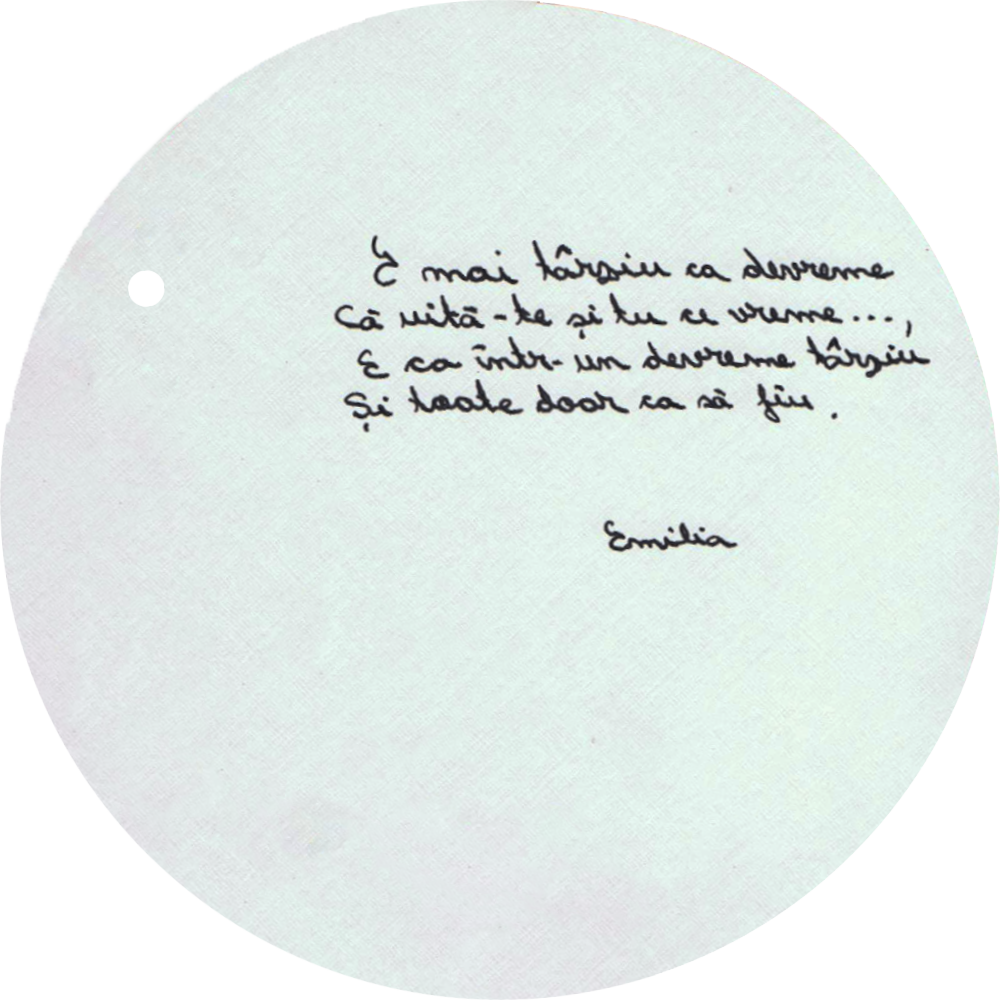 E mai târziu ca devreme
Că uită-te și tu ce vreme...,
E ca într-un devreme târziu
Și toate doar ca să fiu.
Emilia